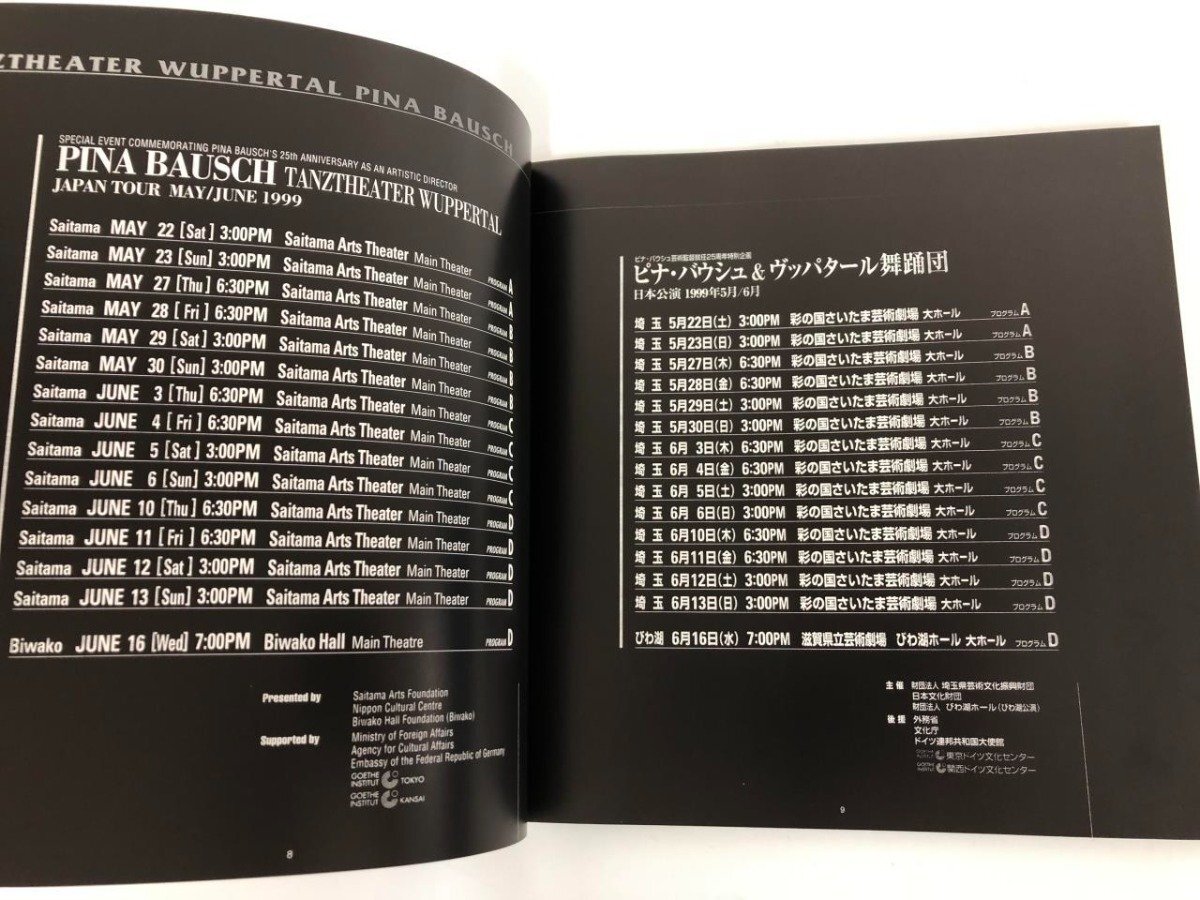 ZTHEATER WUPPERTAL PINA BAUSCH
SPECIAL EVENT COMMEMORATING PINA BAUSCH'S 25th ANNIVERSARY AS AN ARTISTIC DIRECTOR
PINA BAUSCH TANZTHEATER WUPPERTAL
JAPAN TOUR MAY/JUNE 1999
Saitama MAY 22 [Sat] 3:00PM Saitama Arts Theater Main Theater PROGRAM A
Saitama MAY 23 [Sun] 3:00PM Saitama Arts Theater Main Theater PROGRAM A
Saitama MAY 27 [Thu] 6:30PM Saitama Arts Theater Main Theater PROGRAM B
Saitama MAY 28 [Fri] 6:30PM Saitama Arts Theater Main Theater PROGRAM B
Saitama MAY 29 [Sat] 3:00PM Saitama Arts Theater Main Theater PROGRAM B
Saitama MAY 30 [Sun] 3:00PM Saitama Arts Theater Main Theater PROGRAM B
Saitama JUNE 3 [Thu] 6:30PM Saitama Arts Theater Main Theater PROGRAM C
Saitama JUNE 4 [Fri] 6:30PM Saitama Arts Theater Main Theater PROGRAM C
Saitama JUNE 5 [Sat] 3:00PM Saitama Arts Theater Main Theater PROGRAM C
Saitama JUNE 6 [Sun] 3:00PM Saitama Arts Theater Main Theater PROGRAM C
Saitama JUNE 10 [Thu] 6:30PM Saitama Arts Theater Main Theater PROGRAM D
Saitama JUNE 11 [Fri] 6:30PM Saitama Arts Theater Main Theater PROGRAM D
Saitama JUNE 12 [Sat] 3:00PM Saitama Arts Theater Main Theater PROGRAM D
Saitama JUNE 13 [Sun] 3:00PM Saitama Arts Theater Main Theater PROGRAM D
Biwako JUNE 16 [Wed] 7:00PM Biwako Hall Main Theatre PROGRAM D
Presented by Saitama Arts Foundation
Nippon Cultural Centre
Biwako Hall Foundation (Biwako)
Supported by Ministry of Foreign Affairs
Agency for Cultural Affairs
Embassy of the Federal Republic of Germany
GOETHE INSTITUT TOKYO
GOETHE INSTITUT KANSAI
8
ピナ・バウシュ芸術監督就任25周年特別企画
ピナ・バウシュ&ヴッパタール舞踊団
日本公演 1999年5月/6月
埼玉 5月22日(土) 3:00PM 彩の国さいたま芸術劇場 大ホール プログラム A
埼玉 5月23日(日) 3:00PM 彩の国さいたま芸術劇場 大ホール プログラム A
埼玉 5月27日(木) 6:30PM 彩の国さいたま芸術劇場 大ホール プログラム B
埼玉 5月28日(金) 6:30PM 彩の国さいたま芸術劇場 大ホール プログラム B
埼玉 5月29日(土) 3:00PM 彩の国さいたま芸術劇場 大ホール プログラム B
埼玉 5月30日(日) 3:00PM 彩の国さいたま芸術劇場 大ホール プログラム B
埼玉 6月 3日(木) 6:30PM 彩の国さいたま芸術劇場 大ホール プログラム C
埼玉 6月 4日(金) 6:30PM 彩の国さいたま芸術劇場 大ホール プログラム C
埼玉 6月 5日(土) 3:00PM 彩の国さいたま芸術劇場 大ホール プログラム C
埼玉 6月 6日(日) 3:00PM 彩の国さいたま芸術劇場 大ホール プログラム C
埼玉 6月10日(木) 6:30PM 彩の国さいたま芸術劇場 大ホール プログラム D
埼玉 6月11日(金) 6:30PM 彩の国さいたま芸術劇場 大ホール プログラム D
埼玉 6月12日(土) 3:00PM 彩の国さいたま芸術劇場 大ホール プログラム D
埼玉 6月13日(日) 3:00PM 彩の国さいたま芸術劇場 大ホール プログラム D
びわ湖 6月16日(水) 7:00PM 滋賀県立芸術劇場 びわ湖ホール 大ホール プログラム D
主催 財団法人 埼玉県芸術文化振興財団
日本文化財団
財団法人 びわ湖ホール(びわ湖公演)
後援 外務省
文化庁
ドイツ連邦共和国大使館
GOETHE INSTITUT 東京ドイツ文化センター
GOETHE INSTITUT 関西ドイツ文化センター
9